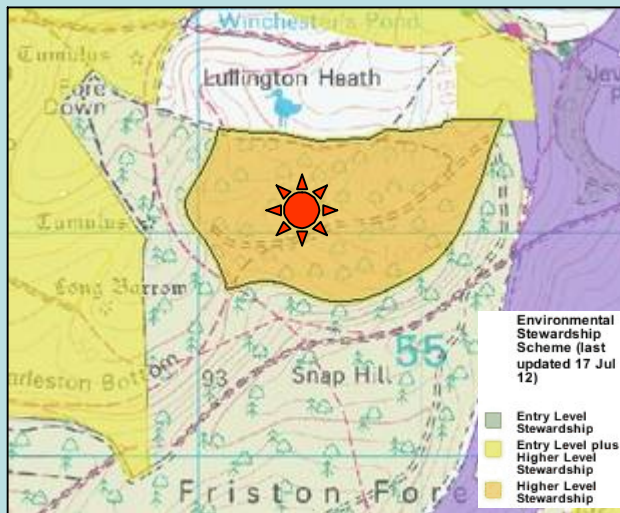 Winchester's Pond
Tumulus
Lullington Heath
Fore
Down
Tumulus
Long Barrow
55
Bottom
93
Snap Hill
Friston Fore
Environmental
Stewardship
Scheme (last
updated 17 Jul
12)
Entry Level
Stewardship
Entry Level plus
Higher Level
Stewardship
Higher Level
Stewardship